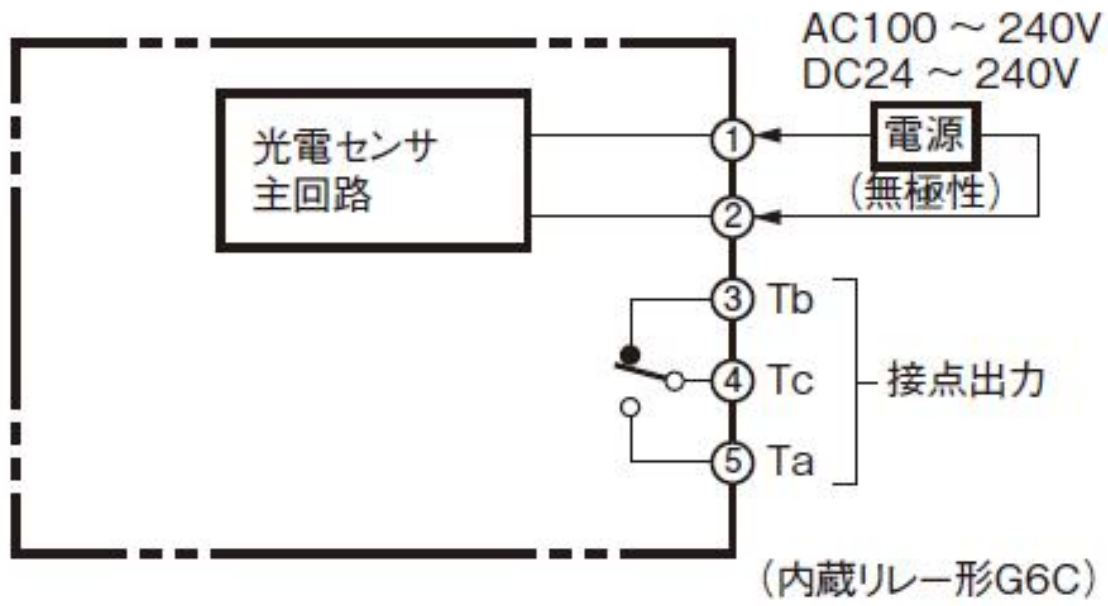 AC100 ～ 240V
DC24 ～ 240V
光電センサ
主回路
① 電源
(無極性)
②
③ Tb
④ Tc 接点出力
⑤ Ta
(内蔵リレー形G6C)